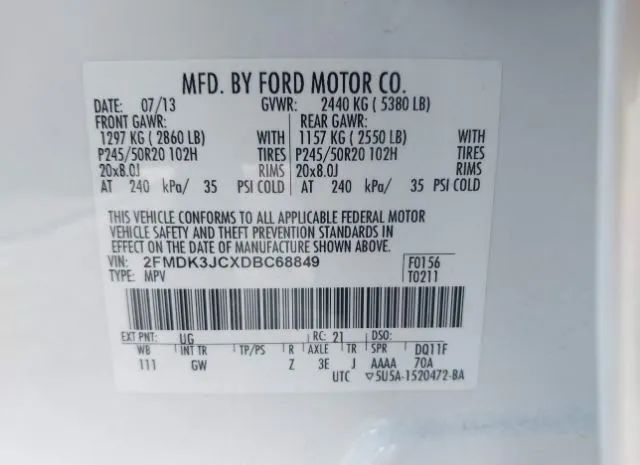 MFD. BY FORD MOTOR CO.
DATE: 07/13 GVWR: 2440 KG ( 5380 LB)
FRONT GAWR: REAR GAWR:
1297 KG ( 2860 LB) WITH 1157 KG ( 2550 LB) WITH
P245/50R20 102H TIRES P245/50R20 102H TIRES
20x8.0J RIMS 20x8.0J RIMS
AT 240 kPa/ 35 PSI COLD AT 240 kPa/ 35 PSI COLD
THIS VEHICLE CONFORMS TO ALL APPLICABLE FEDERAL MOTOR
VEHICLE SAFETY AND THEFT PREVENTION STANDARDS IN
EFFECT ON THE DATE OF MANUFACTURE SHOWN ABOVE.
VIN: 2FMDK3JCXDBC68849 F0156
TYPE: MPV T0211
EXT PNT: UG RC: 21 DSO:
WB INT TR TP/PS R AXLE TR SPR DQ11F
111 GW Z 3E J AAAA 70A
UTC ▽5U5A-1520472-BA